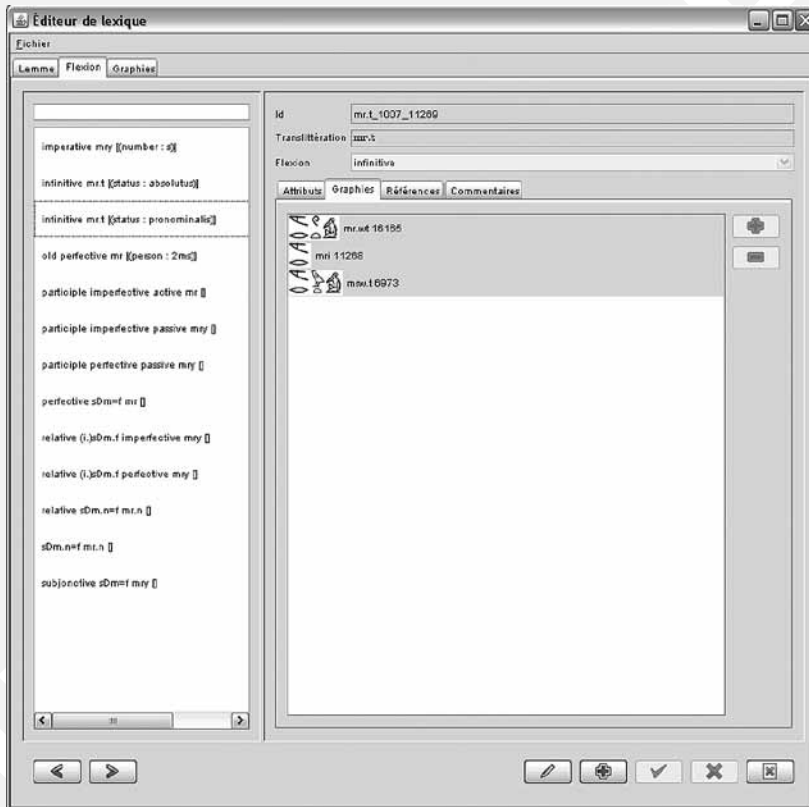 Éditeur de lexique
Fichier
Lemme Flexion Graphies
imperative mry [(number : s)]
infinitive mr.t [(status : absolutus)]
infinitive mr.t [(status : pronominalis)]
old perfective mr [(person : 2ms)]
participle imperfective active mr []
participle imperfective passive mry []
participle perfective passive mry []
perfective sDm=f mr []
relative (i.)sDm.f imperfective mry []
relative (i.)sDm.f perfective mry []
relative sDm.n=f mr.n []
sDm.n=f mr.n []
subjonctive sDm=f mry []
Id mr.t_1007_11269
Translittération mr.t
Flexion infinitive
Attributs Graphies Références Commentaires
mr.wt 16165
mri 11268
6973